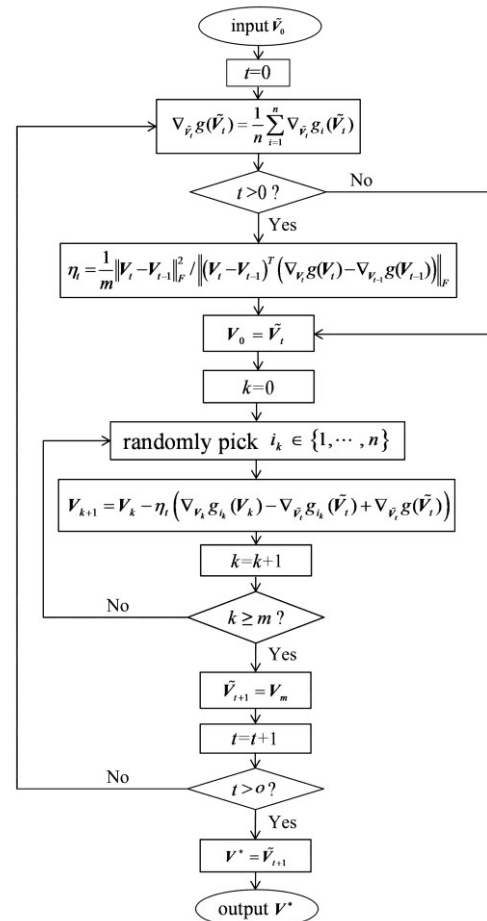 input Ṽ₀
t=0
∇_{Ṽ_t} g(Ṽ_t) = 1/n ∑_{i=1}^{n} ∇_{Ṽ_t} g_i(Ṽ_t)
t>0 ?
No
Yes
η_t = 1/m ‖V_t − V_{t−1}‖_F^2 / ‖(V_t − V_{t−1})^T (∇_{V_t} g(V_t) − ∇_{V_{t−1}} g(V_{t−1}))‖_F
V₀ = Ṽ_t
k=0
randomly pick i_k ∈ {1,⋯,n}
V_{k+1} = V_k − η_t (∇_{V_k} g_{i_k}(V_k) − ∇_{Ṽ_t} g_{i_k}(Ṽ_t) + ∇_{Ṽ_t} g(Ṽ_t))
k=k+1
No
k ≥ m ?
Yes
Ṽ_{t+1} = V_m
t=t+1
No
t>o ?
Yes
V* = Ṽ_{t+1}
output V*